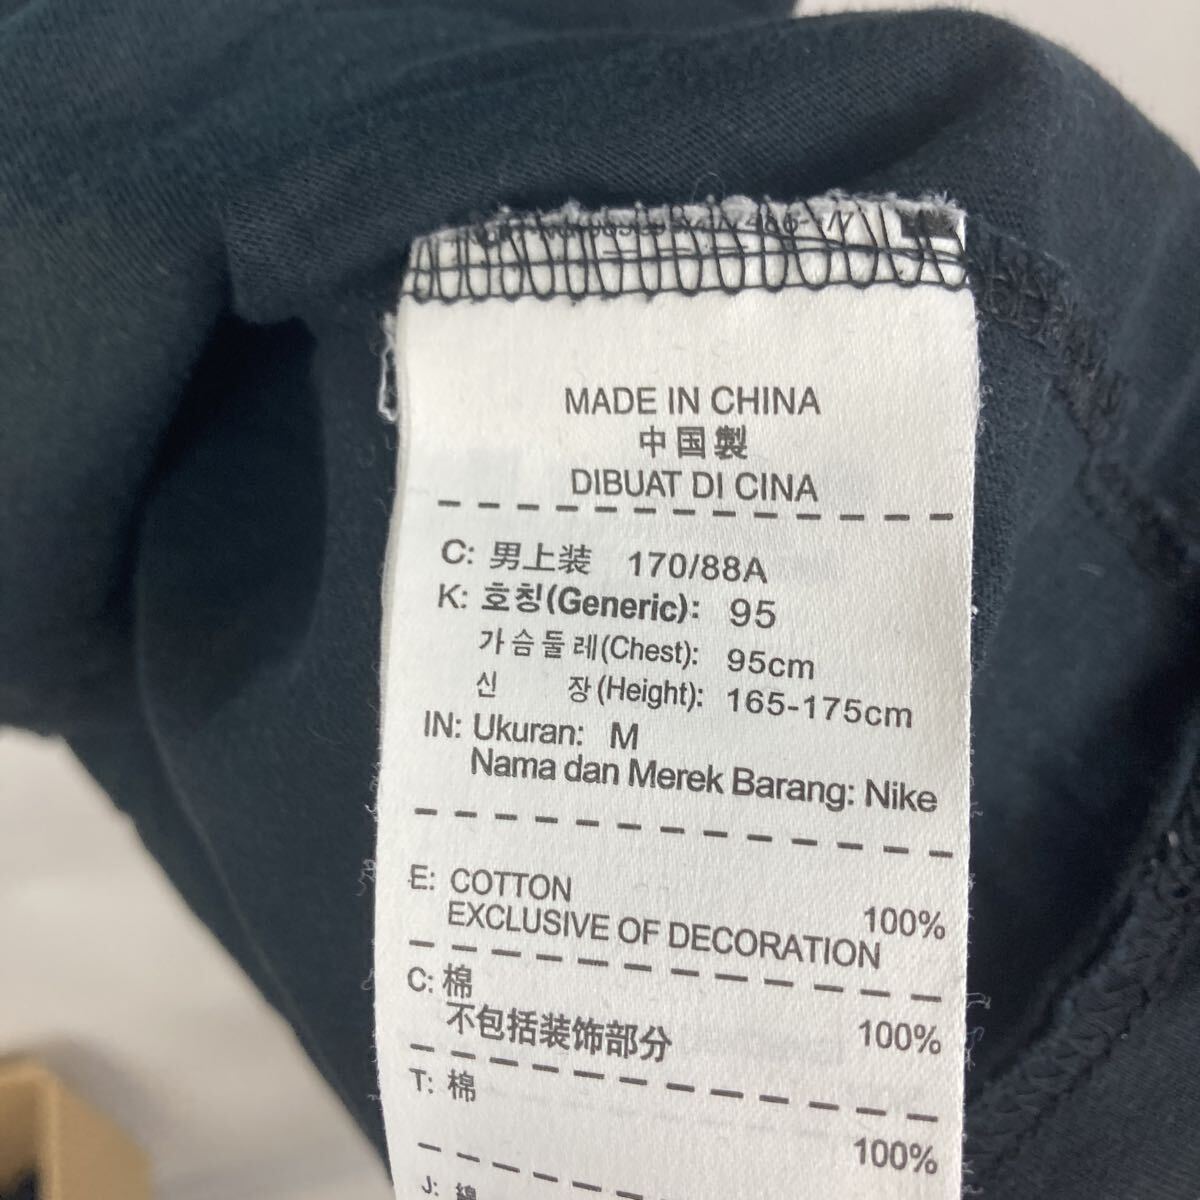 MADE IN CHINA
中国製
DIBUAT DI CINA
C: 男上装 170/88A
K: 호칭(Generic): 95
가슴둘레(Chest): 95cm
신 장(Height): 165-175cm
IN: Ukuran: M
Nama dan Merek Barang: Nike
E: COTTON 100%
EXCLUSIVE OF DECORATION
C: 棉 100%
不包括装饰部分
T: 棉 100%
J: 綿